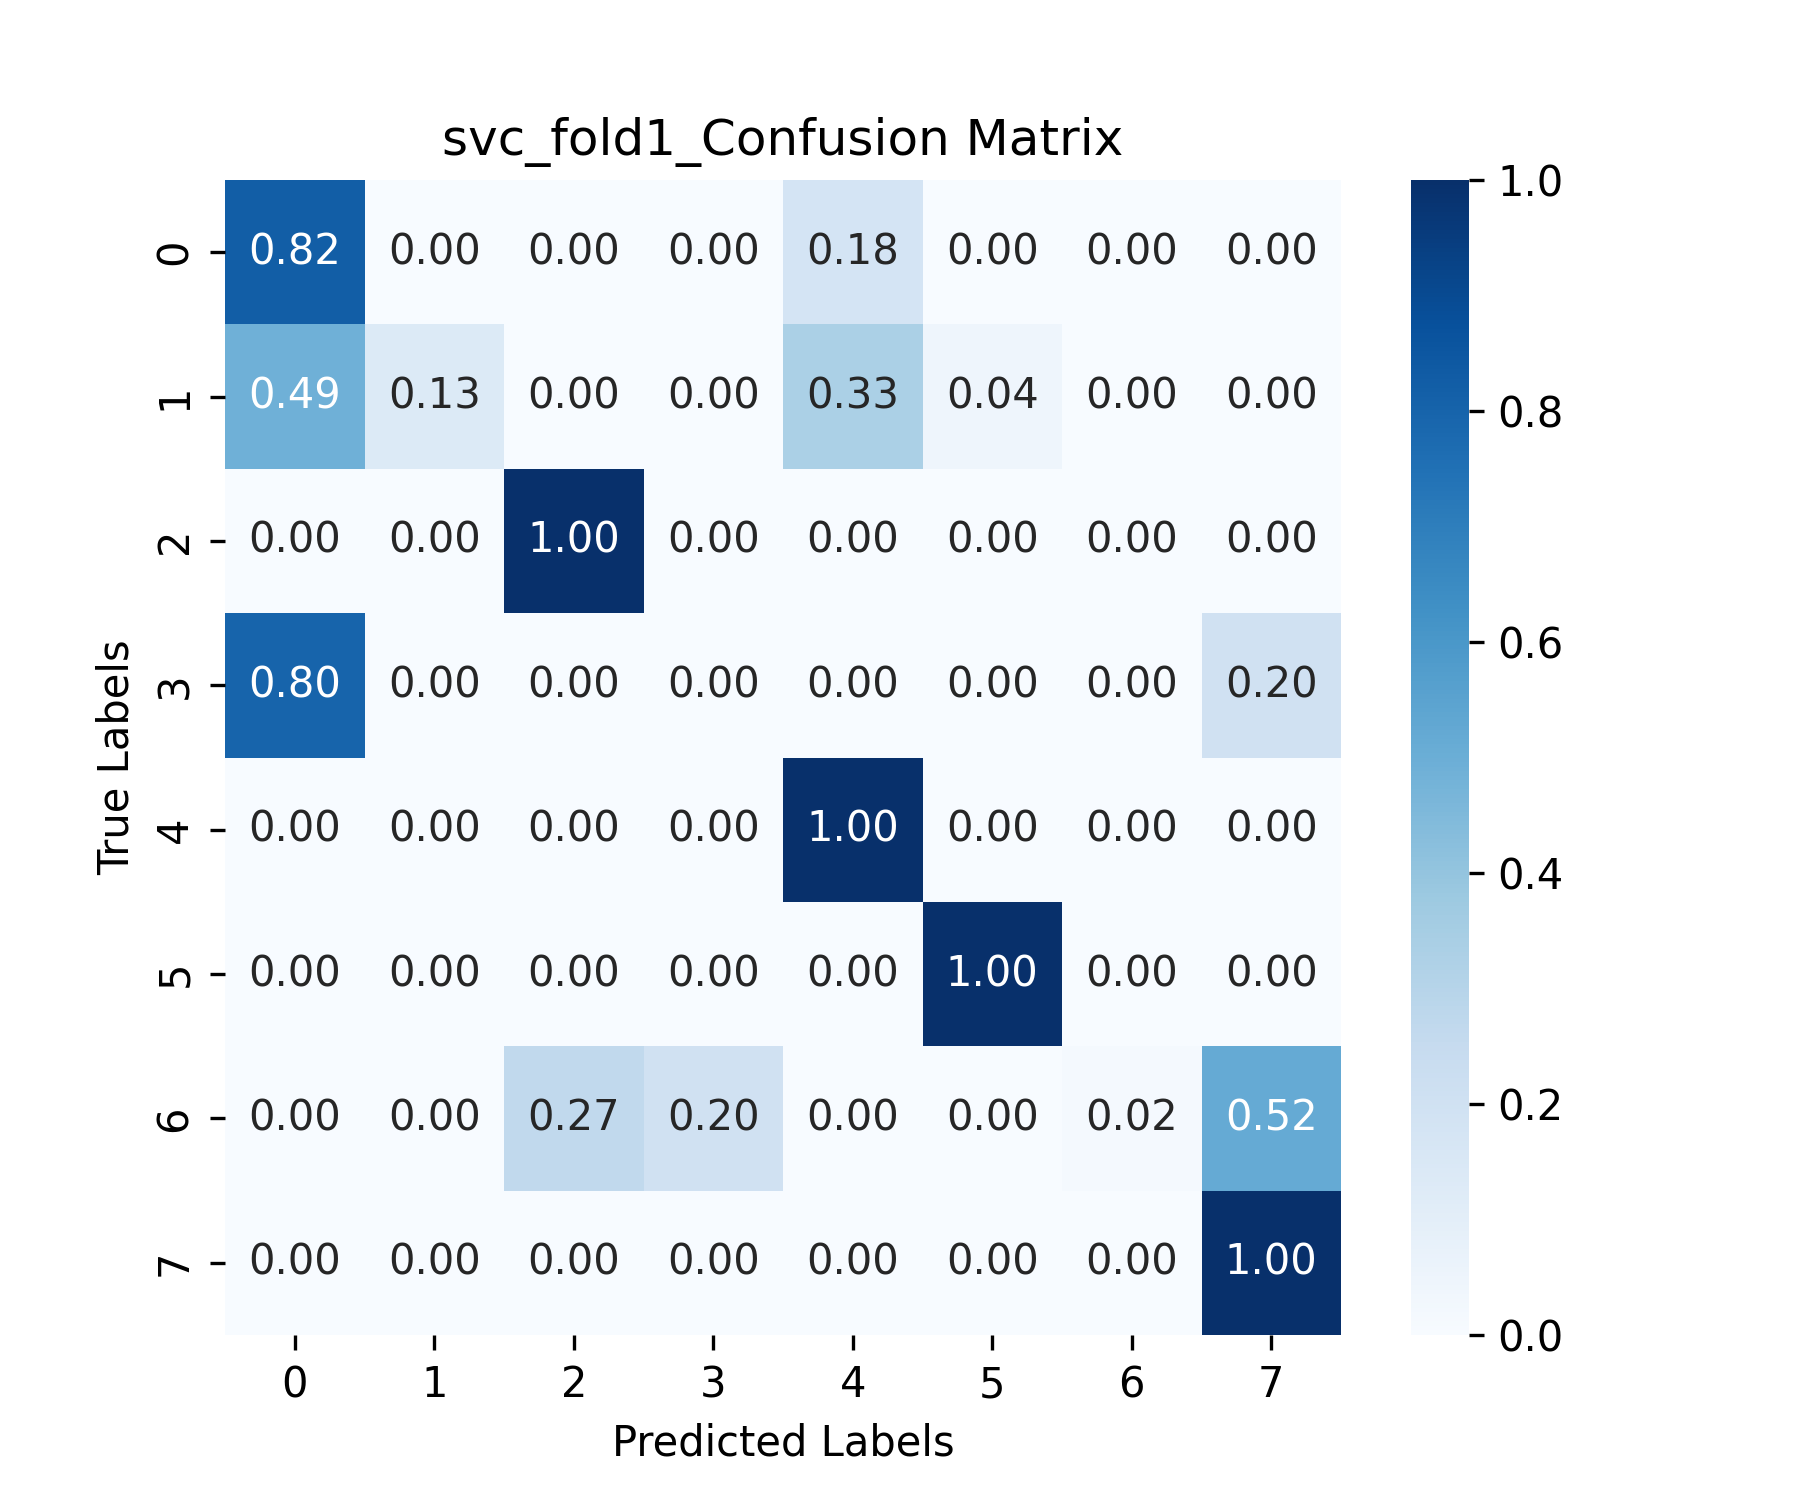 svc_fold1_Confusion Matrix
0 0.82 0.00 0.00 0.00 0.18 0.00 0.00 0.00
1 0.49 0.13 0.00 0.00 0.33 0.04 0.00 0.00
2 0.00 0.00 1.00 0.00 0.00 0.00 0.00 0.00
3 0.80 0.00 0.00 0.00 0.00 0.00 0.00 0.20
4 0.00 0.00 0.00 0.00 1.00 0.00 0.00 0.00
5 0.00 0.00 0.00 0.00 0.00 1.00 0.00 0.00
6 0.00 0.00 0.27 0.20 0.00 0.00 0.02 0.52
7 0.00 0.00 0.00 0.00 0.00 0.00 0.00 1.00
0 1 2 3 4 5 6 7
Predicted Labels
True Labels
1.0
0.8
0.6
0.4
0.2
0.0